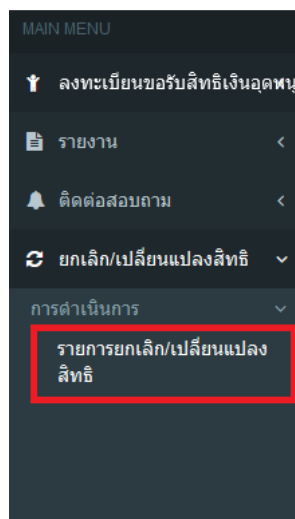 MAIN MENU
ลงทะเบียนขอรับสิทธิเงินอุดหนุ
รายงาน
ติดต่อสอบถาม
ยกเลิก/เปลี่ยนแปลงสิทธิ
การดำเนินการ
รายการยกเลิก/เปลี่ยนแปลง
สิทธิ